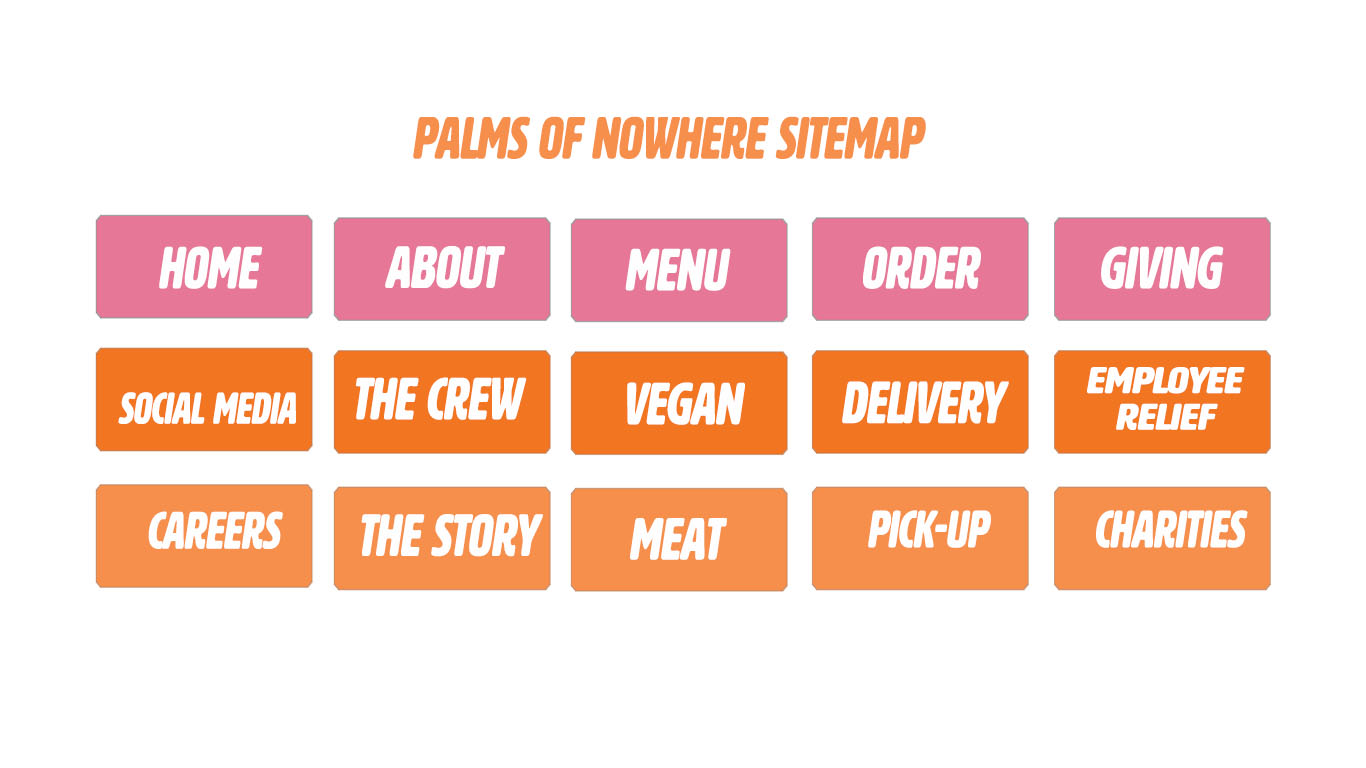 PALMS OF NOWHERE SITEMAP
HOME
ABOUT
MENU
ORDER
GIVING
SOCIAL MEDIA
THE CREW
VEGAN
DELIVERY
EMPLOYEE
RELIEF
CAREERS
THE STORY
MEAT
PICK-UP
CHARITIES